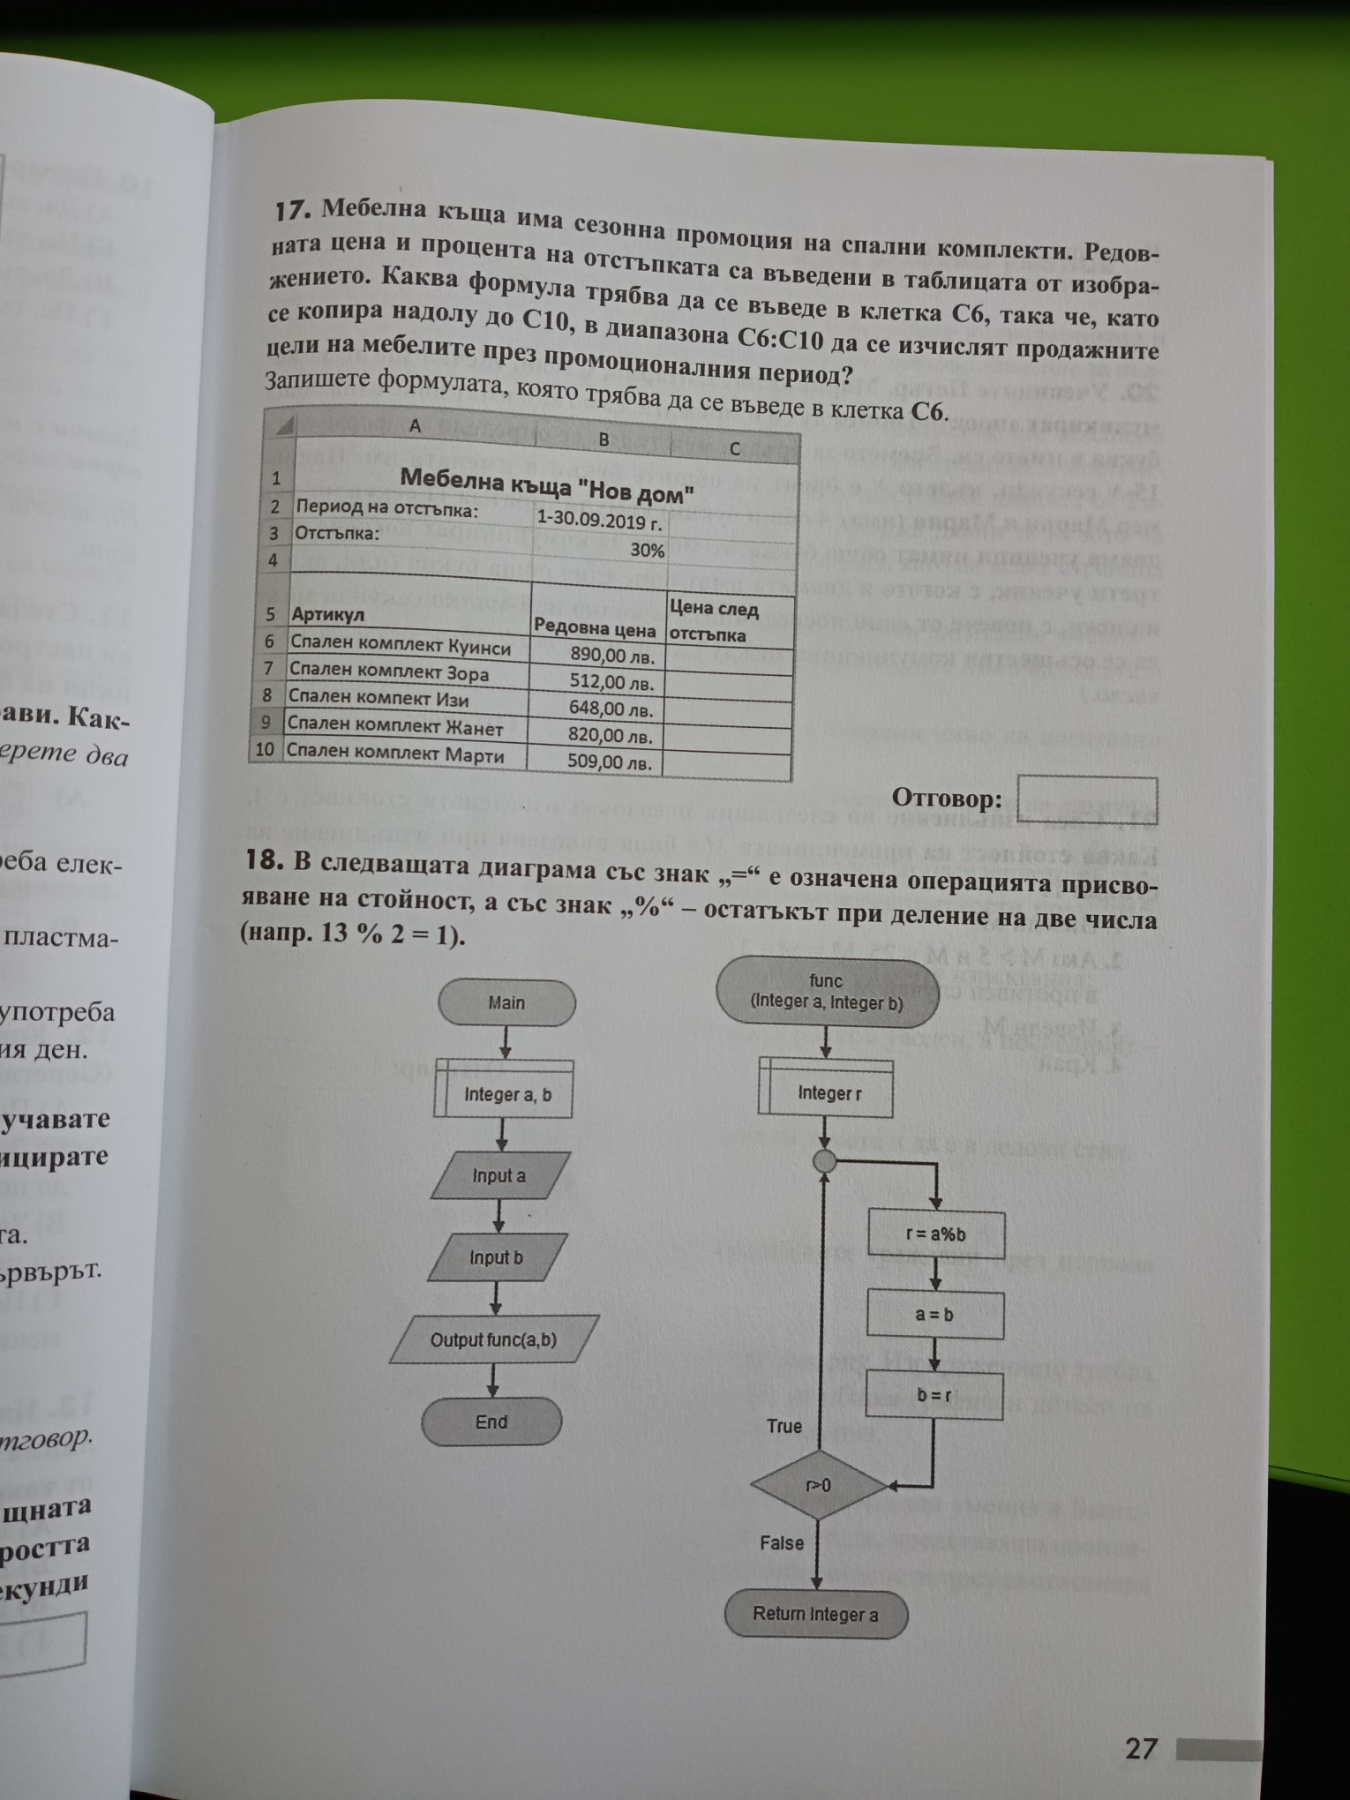 17. Мебелна къща има сезонна промоция на спални комплекти. Редов-
ната цена и процента на отстъпката са въведени в таблицата от изобра-
жението. Каква формула трябва да се въведе в клетка C6, така че, като
се копира надолу до C10, в диапазона C6:C10 да се изчислят продажните
цели на мебелите през промоционалния период?
Запишете формулата, която трябва да се въведе в клетка C6.
A B C
1 Мебелна къща "Нов дом"
2 Период на отстъпка: 1-30.09.2019 г.
3 Отстъпка: 30%
4
5 Артикул Редовна цена Цена след отстъпка
6 Спален комплект Куинси 890,00 лв.
7 Спален комплект Зора 512,00 лв.
8 Спален компект Изи 648,00 лв.
9 Спален комплект Жанет 820,00 лв.
10 Спален комплект Марти 509,00 лв.
Отговор:
18. В следващата диаграма със знак „=“ е означена операцията присво-
яване на стойност, а със знак „%“ – остатъкът при деление на две числа
(напр. 13 % 2 = 1).
Main
Integer a, b
Input a
Input b
Output func(a,b)
End
func
(Integer a, Integer b)
Integer r
r = a%b
a = b
b = r
True
r>0
False
Return Integer a
27
рави. Как-
ерете два
реба елек-
пластма-
употреба
ия ден.
учавате
ицирате
та.
ървърът.
тговор.
щната
ростта
екунди